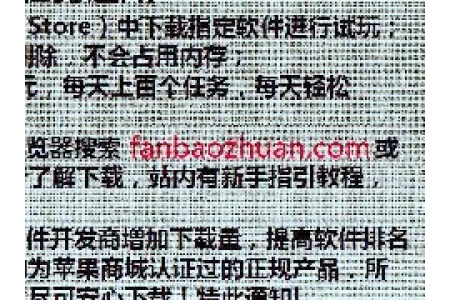 Store）中下载指定软件进行试玩；
删除，不会占用内存；
元，每天上百个任务，每天轻松
览器搜索 fanbaozhuan.com 或
了解下载，站内有新手指引教程，
件开发商增加下载量，提高软件排名
为苹果商城认证过的正规产品，所
尽可安心下载！特此通知！